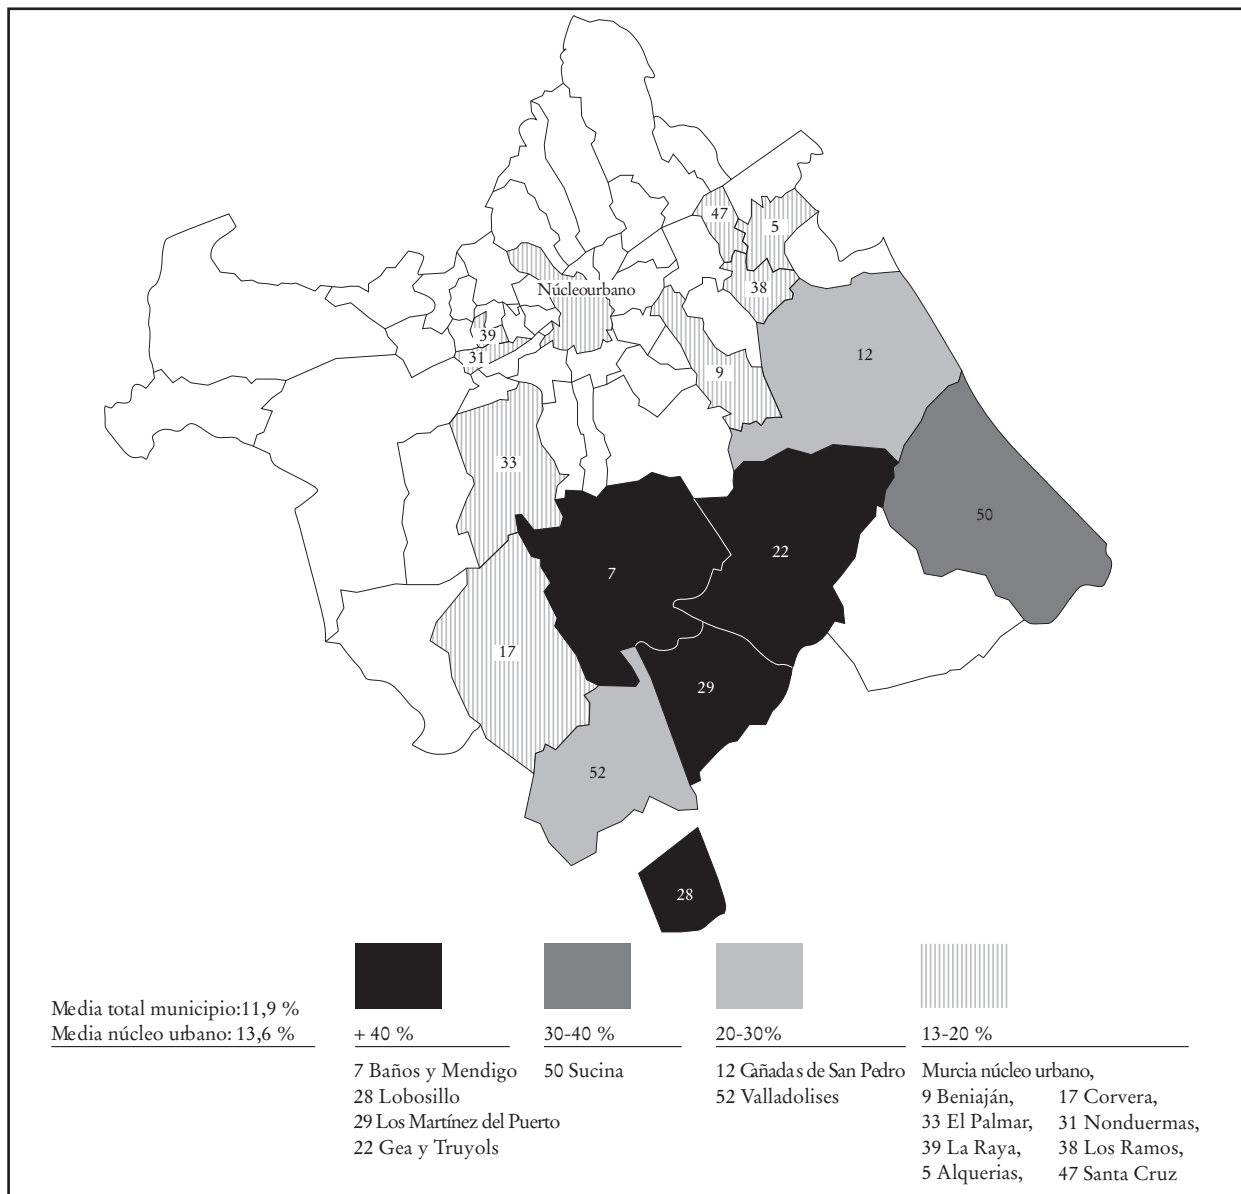 47
5
Núcleourbano
38
39
31
12
9
33
50
22
7
17
29
52
28
Media total municipio:11,9 %
Media núcleo urbano: 13,6 %
+ 40 %
7 Baños y Mendigo
28 Lobosillo
29 Los Martínez del Puerto
22 Gea y Truyols
30-40 %
50 Sucina
20-30%
12 Cañadas de San Pedro
52 Valladolises
13-20 %
Murcia núcleo urbano,
9 Beniaján, 17 Corvera,
33 El Palmar, 31 Nonduermas,
39 La Raya, 38 Los Ramos,
5 Alquerias, 47 Santa Cruz